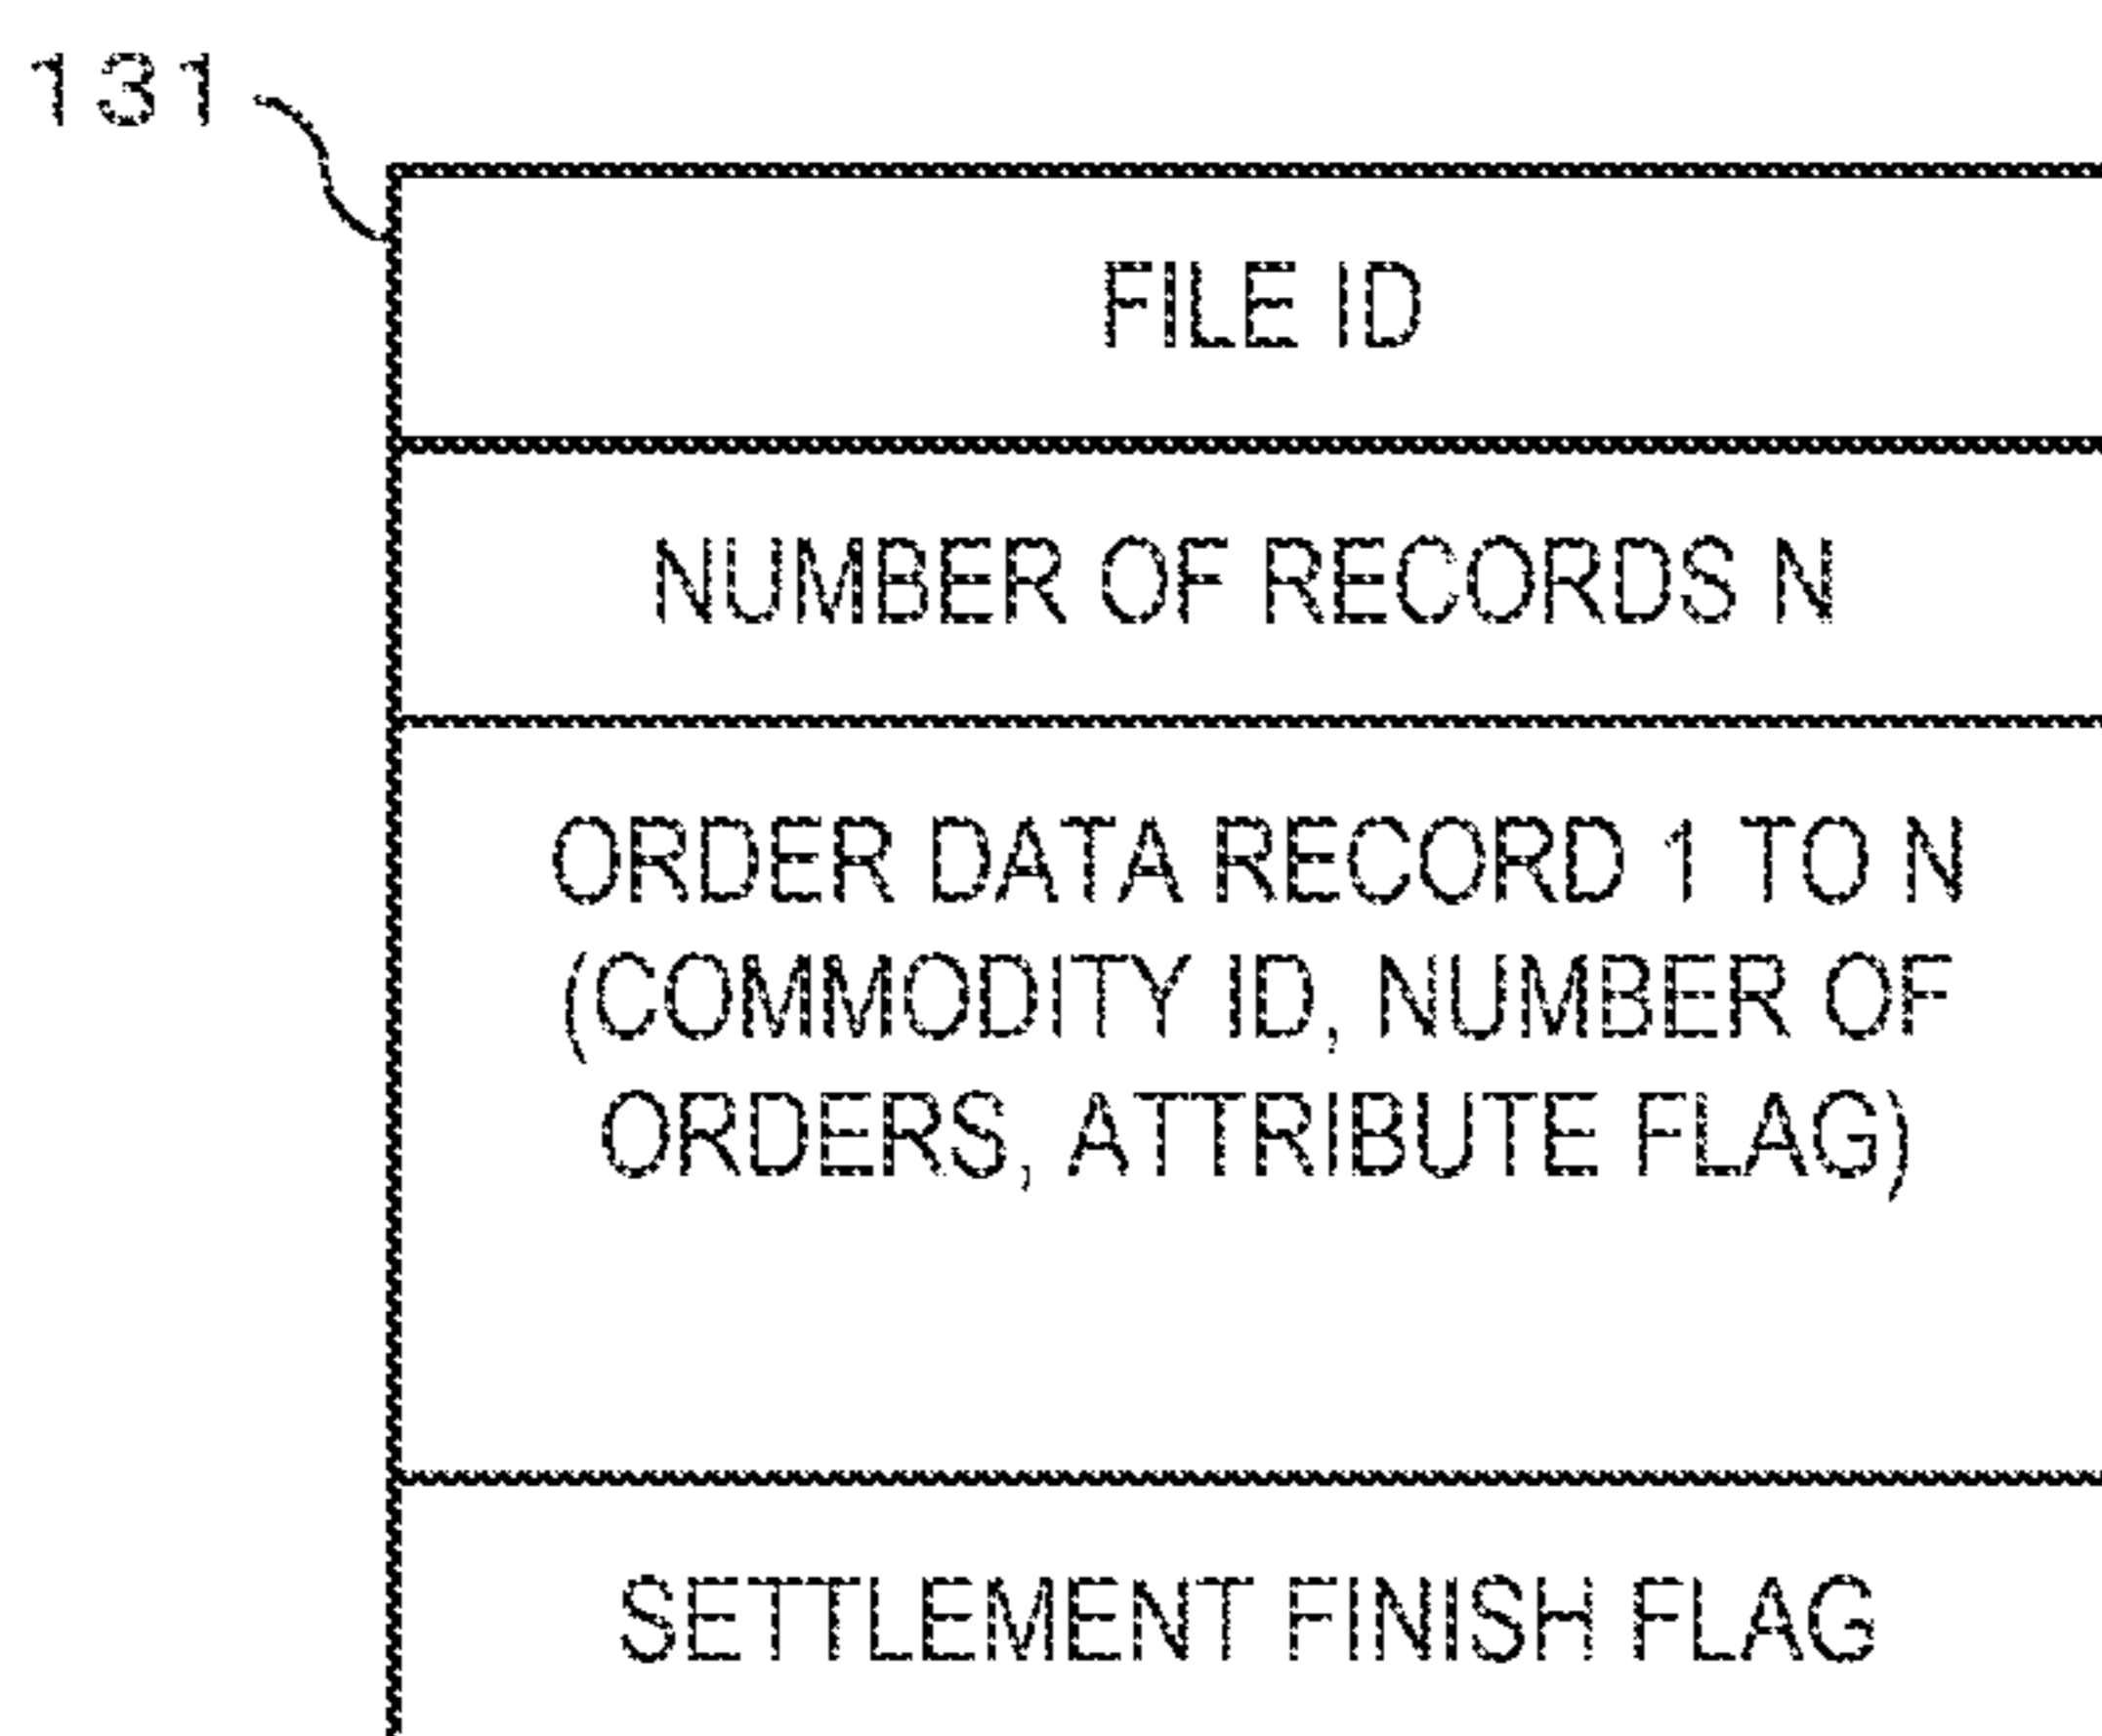 131
FILE ID
NUMBER OF RECORDS N
ORDER DATA RECORD 1 TO N
(COMMODITY ID, NUMBER OF
ORDERS, ATTRIBUTE FLAG)
SETTLEMENT FINISH FLAG